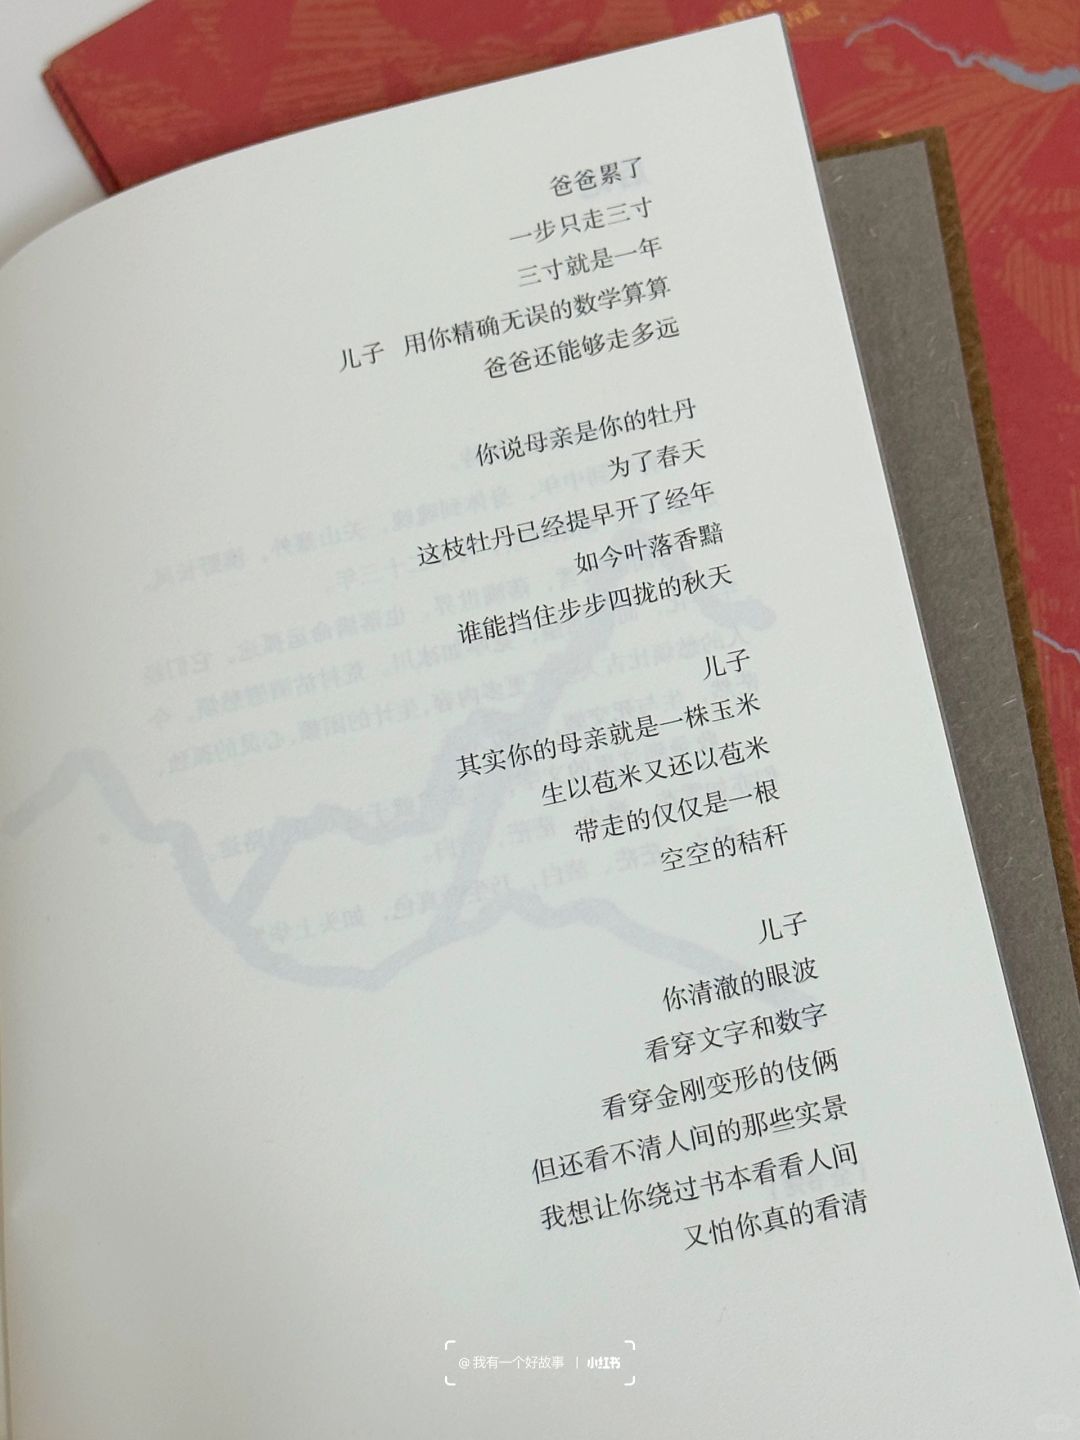 爸爸累了
一步只走三寸
三寸就是一年
儿子 用你精确无误的数学算算
爸爸还能够走多远
你说母亲是你的牡丹
为了春天
这枝牡丹已经提早开了经年
如今叶落香黯
谁能挡住步步四拢的秋天
儿子
其实你的母亲就是一株玉米
生以苞米又还以苞米
带走的仅仅是一根
空空的秸秆
儿子
你清澈的眼波
看穿文字和数字
看穿金刚变形的伎俩
但还看不清人间的那些实景
我想让你绕过书本看看人间
又怕你真的看清
@我有一个好故事 | 小红书